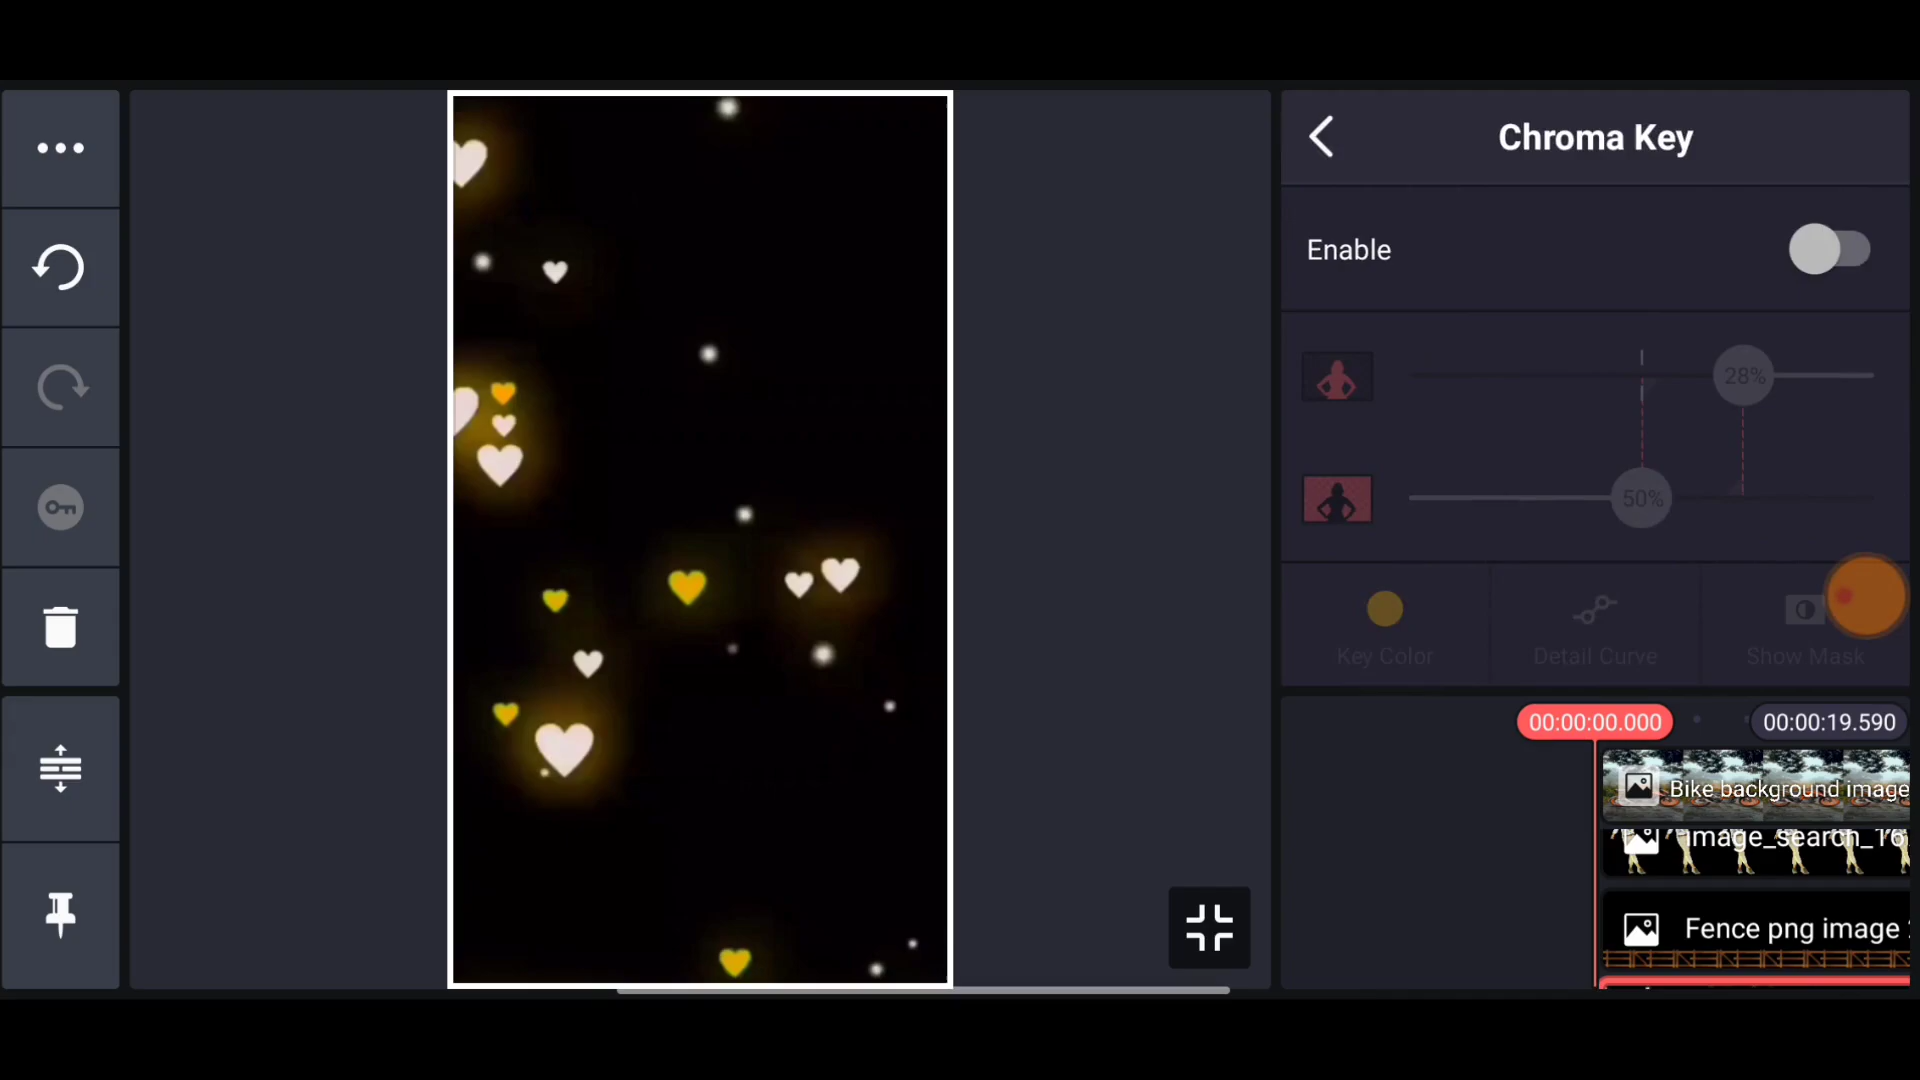 Chroma Key
Enable
28%
50%
Key Color
Detail Curve
Show Mask
00:00:00.000
00:00:19.590
Bike background image
image_search_16
Fence png image